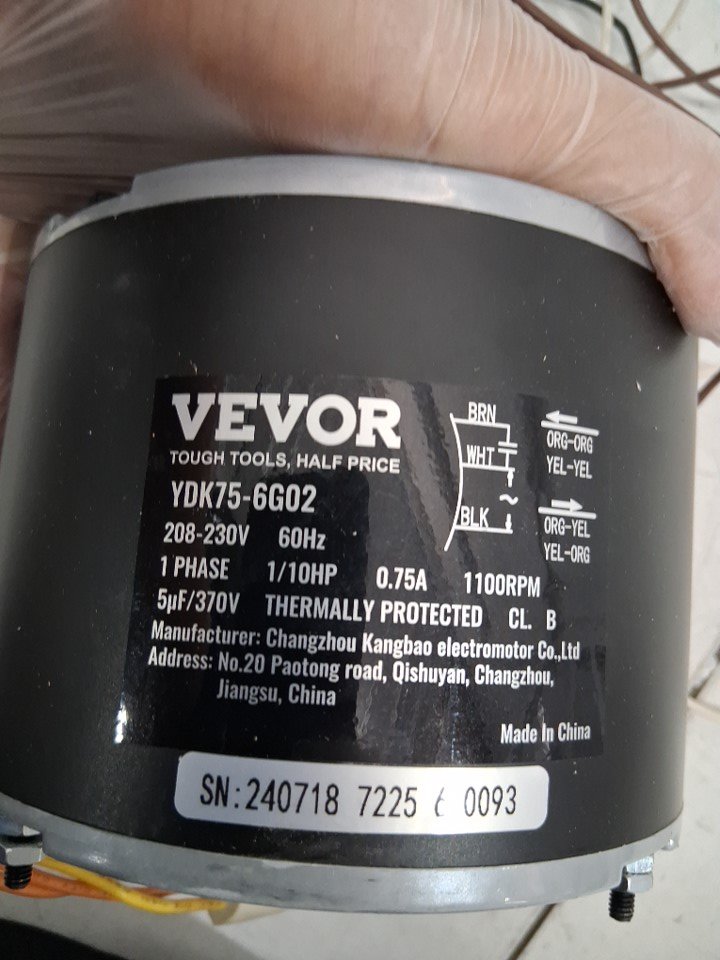 VEVOR
TOUGH TOOLS, HALF PRICE
YDK75-6G02
208-230V 60Hz
1 PHASE 1/10HP 0.75A 1100RPM
5µF/370V THERMALLY PROTECTED CL. B
Manufacturer: Changzhou Kangbao electromotor Co.,Ltd
Address: No.20 Paotong road, Qishuyan, Changzhou,
Jiangsu, China
Made In China
BRN
WHT
BLK
~
ORG-ORG
YEL-YEL
ORG-YEL
YEL-ORG
SN:240718 7225 0093